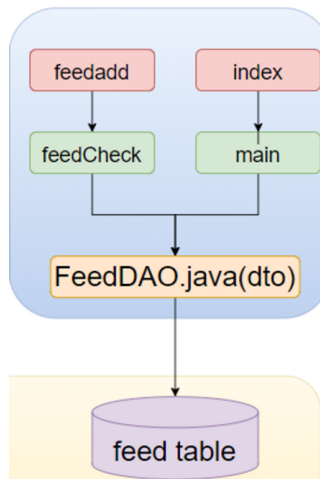 feedadd
index
feedCheck
main
FeedDAO.java(dto)
feed table